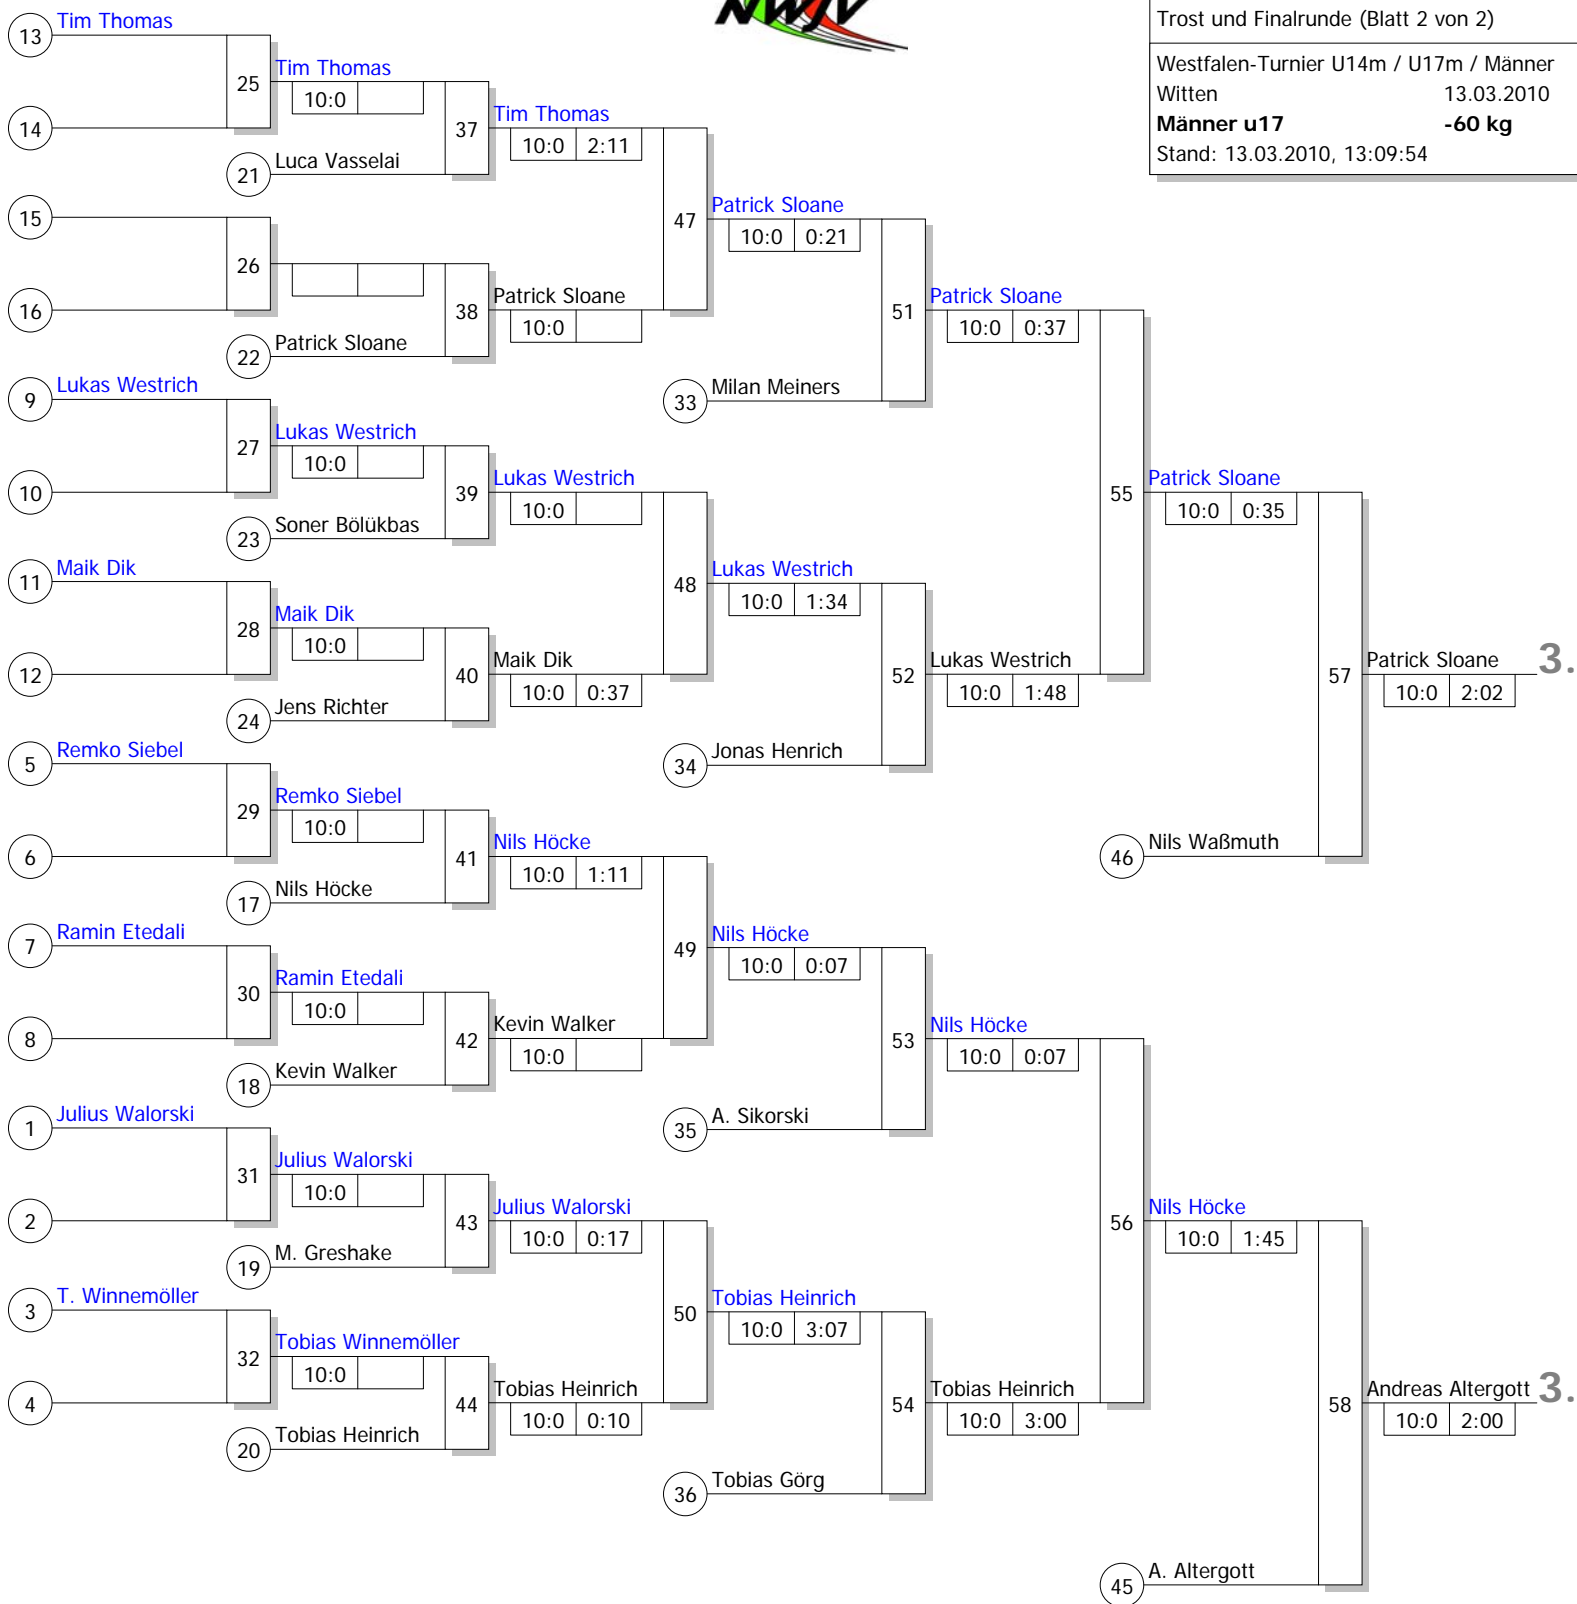 NWJV
Trost und Finalrunde (Blatt 2 von 2)
Westfalen-Turnier U14m / U17m / Männer
Witten 13.03.2010
Männer u17 -60 kg
Stand: 13.03.2010, 13:09:54
13 Tim Thomas
25 Tim Thomas
10:0
14
37 Tim Thomas
10:0 2:11
21 Luca Vasselai
15
47 Patrick Sloane
10:0 0:21
26
16
38 Patrick Sloane
10:0
22 Patrick Sloane
51 Patrick Sloane
10:0 0:37
33 Milan Meiners
9 Lukas Westrich
27 Lukas Westrich
10:0
10
39 Lukas Westrich
10:0
23 Soner Bölükbas
55 Patrick Sloane
10:0 0:35
11 Maik Dik
48 Lukas Westrich
10:0 1:34
28 Maik Dik
10:0
12
40 Maik Dik
10:0 0:37
24 Jens Richter
52 Lukas Westrich
10:0 1:48
34 Jonas Henrich
57 Patrick Sloane 3.
10:0 2:02
5 Remko Siebel
29 Remko Siebel
10:0
6
41 Nils Höcke
10:0 1:11
17 Nils Höcke
46 Nils Waßmuth
7 Ramin Etedali
49 Nils Höcke
10:0 0:07
30 Ramin Etedali
10:0
8
42 Kevin Walker
10:0
18 Kevin Walker
53 Nils Höcke
10:0 0:07
35 A. Sikorski
1 Julius Walorski
31 Julius Walorski
10:0
2
43 Julius Walorski
10:0 0:17
19 M. Greshake
56 Nils Höcke
10:0 1:45
3 T. Winnemöller
50 Tobias Heinrich
10:0 3:07
32 Tobias Winnemöller
10:0
4
44 Tobias Heinrich
10:0 0:10
20 Tobias Heinrich
54 Tobias Heinrich
10:0 3:00
36 Tobias Görg
58 Andreas Altergott 3.
10:0 2:00
45 A. Altergott